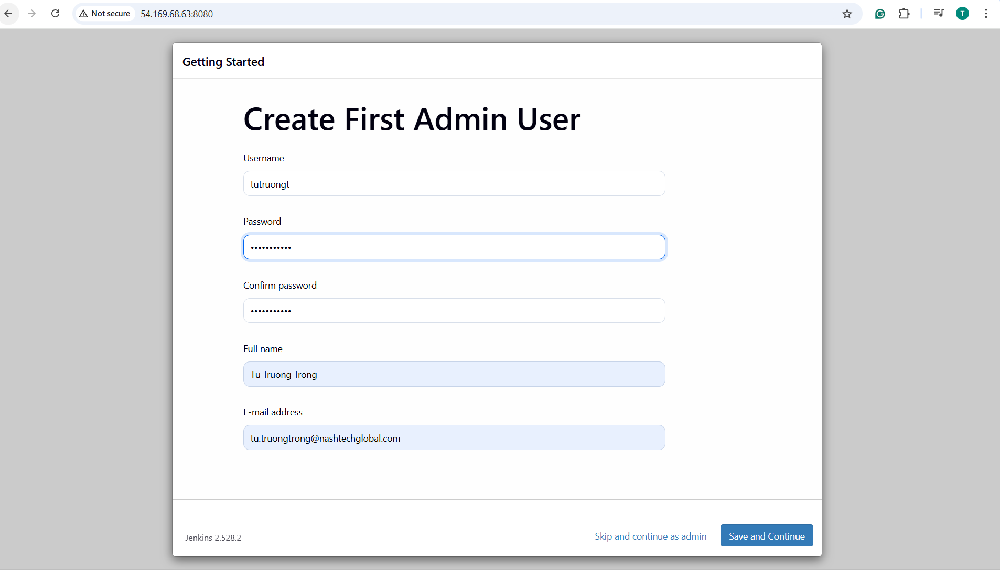 Not secure 54.169.68.63:8080
T
Getting Started
Create First Admin User
Username
tutruongt
Password
•••••••••••
Confirm password
•••••••••••
Full name
Tu Truong Trong
E-mail address
tu.truongtrong@nashtechglobal.com
Jenkins 2.528.2
Skip and continue as admin
Save and Continue